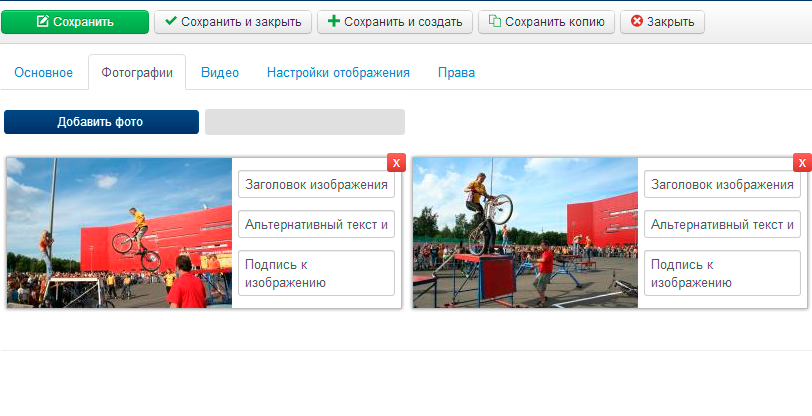 Сохранить
Сохранить и закрыть
Сохранить и создать
Сохранить копию
Закрыть
Основное
Фотографии
Видео
Настройки отображения
Права
Добавить фото
X
X
Заголовок изображения
Альтернативный текст и
Подпись к
изображению
Заголовок изображения
Альтернативный текст и
Подпись к
изображению